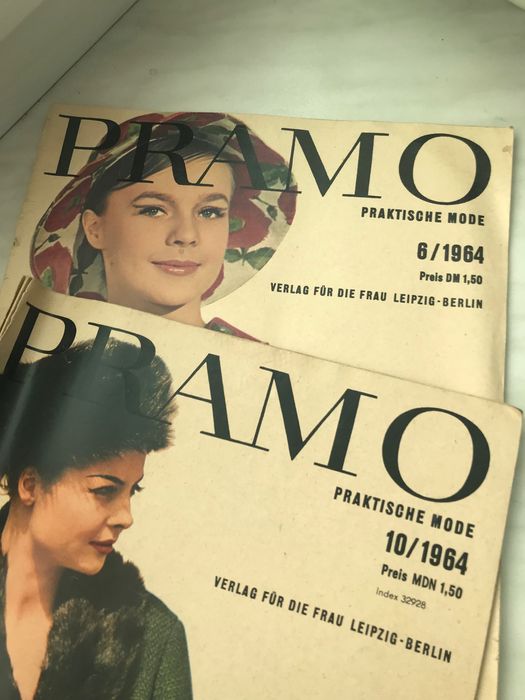 PRAMO
PRAKTISCHE MODE
6/1964
Preis DM 1,50
VERLAG FÜR DIE FRAU LEIPZIG-BERLIN
PRAMO
PRAKTISCHE MODE
10/1964
Preis MDN 1,50
Index 32928
VERLAG FÜR DIE FRAU LEIPZIG-BERLIN